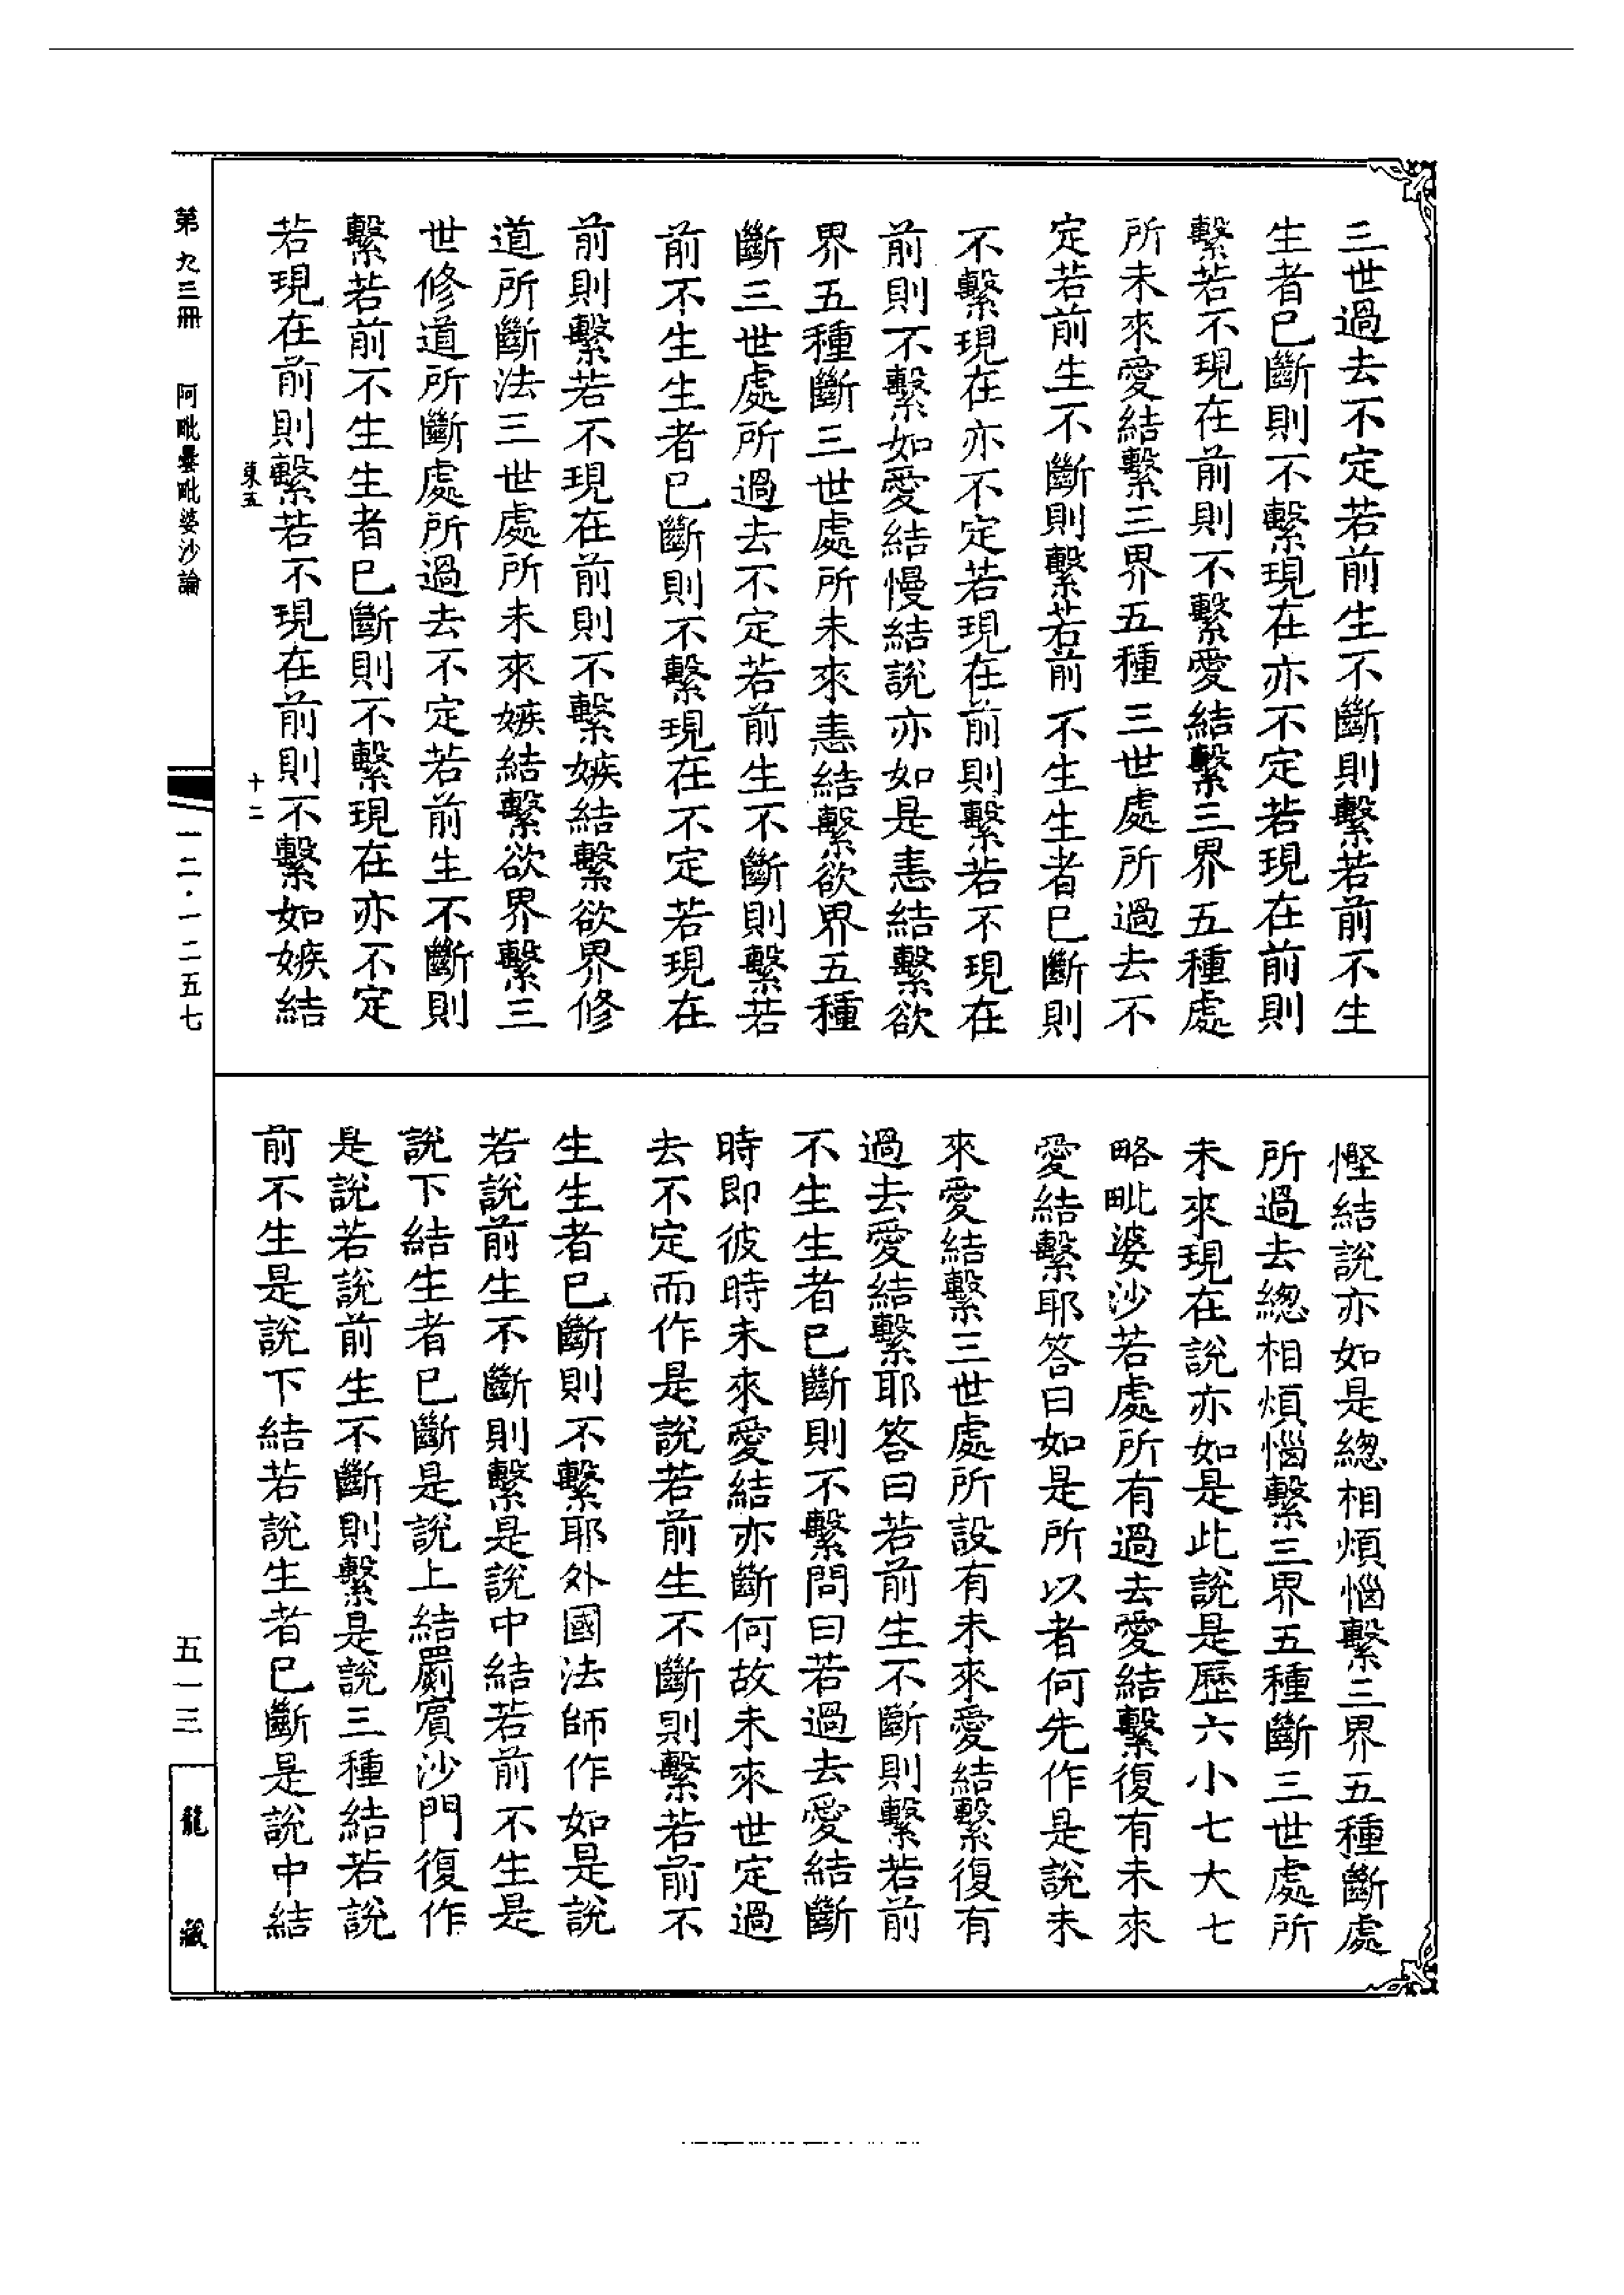 三世過去不定若前生不斷則繫若前不生
生者已斷則不繫現在亦不定若現在前則
繫若不現在前則不繫愛結繫三界五種處
所未來愛結繫三界五種三世處所過去不
定若前生不斷則繫若前不生生者已斷則
不繫現在亦不定若現在前則繫若不現在
前則不繫如愛結慢結說亦如是恚結繫欲
界五種斷三世處所未來恚結繫欲界五種
斷三世處所過去不定若前生不斷則繫若
前不生生者已斷則不繫現在不定若現在
前則繫若不現在前則不繫嫉結繫欲界修
道所斷法三世處所未來嫉結繫欲界繫三
世修道所斷處所過去不定若前生不斷則
繫若前不生生者已斷則不繫現在亦不定
若現在前則繫若不現在前則不繫如嫉結
慳結說亦如是總相煩惱繫三界五種斷處
所過去總相煩惱繫三界五種斷三世處所
未來現在說亦如是此說是歷六小七大七
略毗婆沙若處所有過去愛結繫復有未來
愛結繫耶答曰如是所以者何先作是說未
來愛結繫三世處所設有未來愛結繫復有
過去愛結繫耶答曰若前生不斷則繫若前
不生生者已斷則不繫問曰若過去愛結斷
時即彼時未來愛結亦斷何故未來世定過
去不定而作是說若前生不斷則繫若前不
生生者已斷則不繫耶外國法師作如是說
若說前生不斷則繫是說中結若前不生是
說下結生者已斷是說上結罽賓沙門復作
是說若說前生不斷則繫是說三種結若說
前不生是說下結若說生者已斷是說中結
第九三冊　阿毗曇毗婆沙論
東五
十二
一二·一二五七
五一三
龍藏